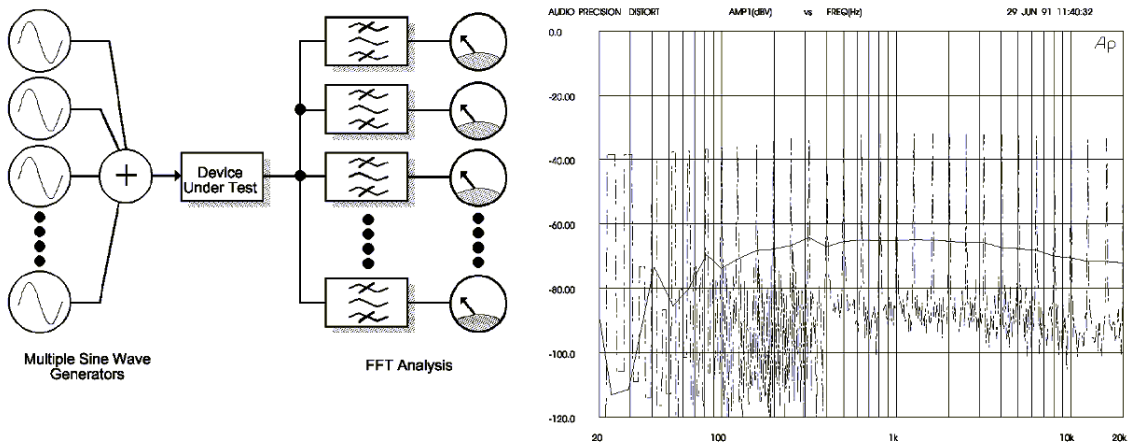 Device
Under Test
Multiple Sine Wave
Generators
FFT Analysis
AUDIO PRECISION DISTORT AMP1(dBV) vs FREQ(Hz) 29 JUN 91 11:40:32
Ap
0.0
-20.00
-40.00
-60.00
-80.00
-100.0
-120.0
20 100 1k 10k 20k